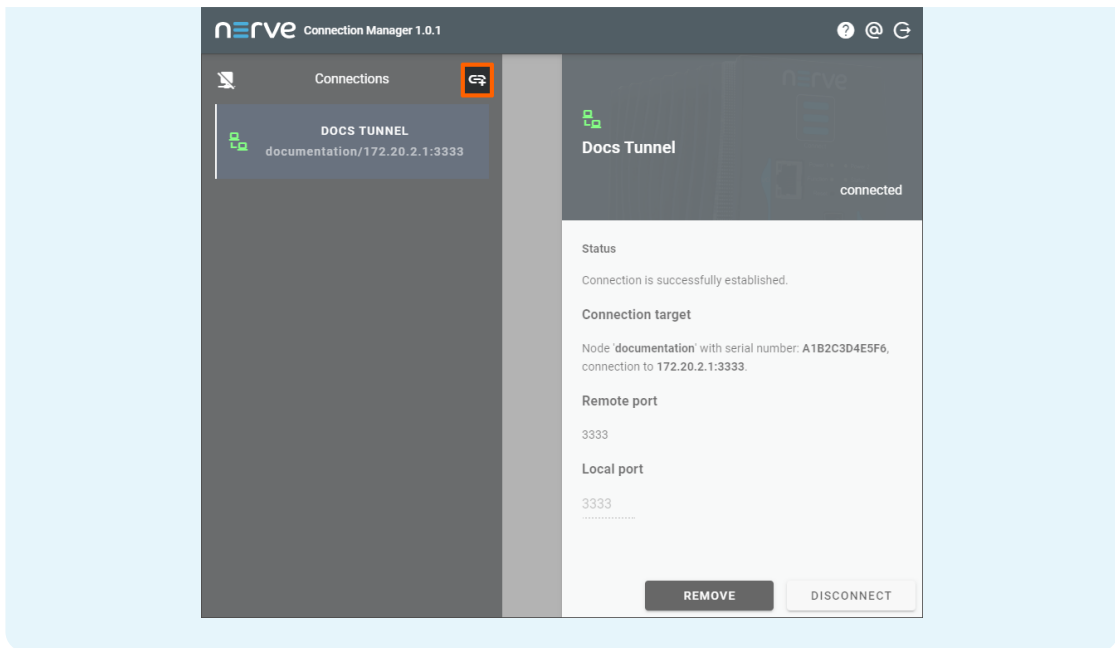 nerve Connection Manager 1.0.1
Connections
DOCS TUNNEL
documentation/172.20.2.1:3333
nerve
Docs Tunnel
connected
Status
Connection is successfully established.
Connection target
Node 'documentation' with serial number: A1B2C3D4E5F6,
connection to 172.20.2.1:3333.
Remote port
3333
Local port
3333
REMOVE DISCONNECT